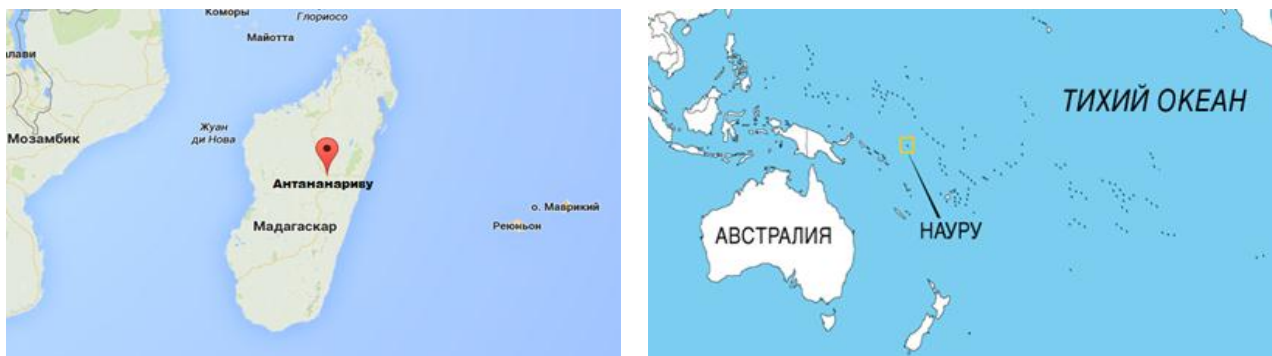 Коморы
Глориосо
Майотта
алави
Мозамбик
Жуан
ди Нова
Антананариву
Мадагаскар
о. Маврикий
Реюньон
ТИХИЙ ОКЕАН
АВСТРАЛИЯ
НАУРУ